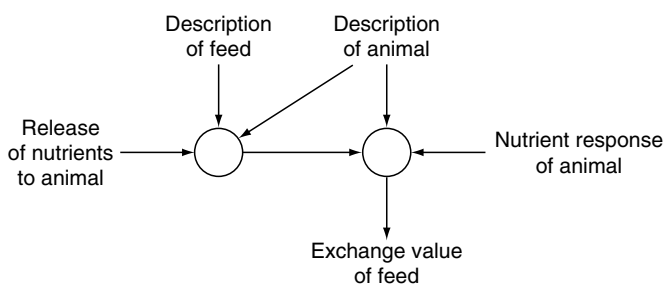 Description
of feed
Description
of animal
Release
of nutrients
to animal
Nutrient response
of animal
Exchange value
of feed